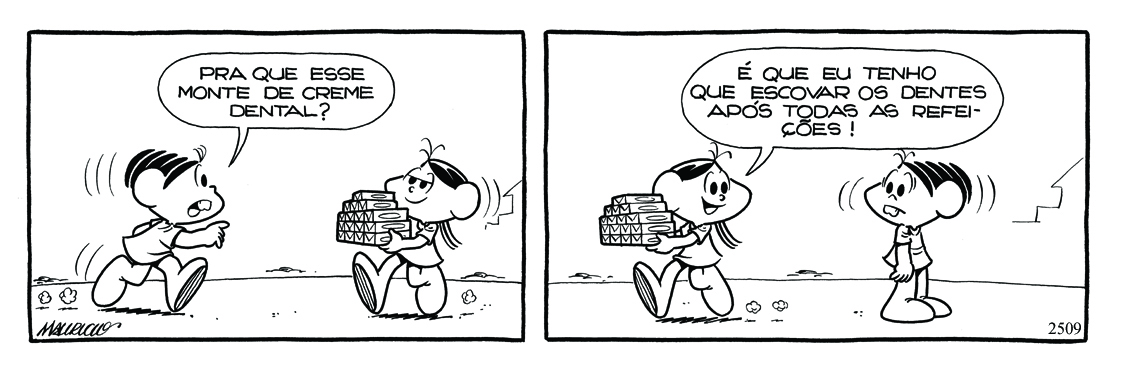 PRA QUE ESSE
MONTE DE CREME
DENTAL?
É QUE EU TENHO
QUE ESCOVAR OS DENTES
APÓS TODAS AS REFEI-
ÇÕES!
MAURICIO
2509